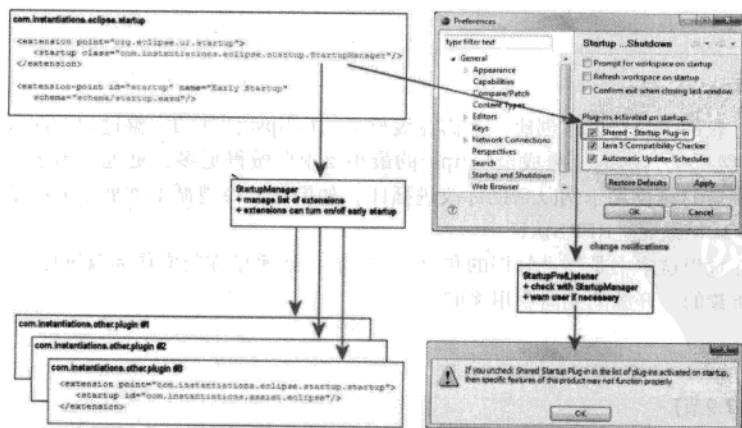 com.instantiations.eclipse.startup
<extension point="org.eclipse.ui.startup">
<startup class="com.instantiations.eclipse.startup.StartupManager"/>
</extension>
<extension-point id="startup" name="Early Startup"
schema="schema/startup.exsd"/>
StartupManager
+ manage list of extensions
+ extensions can turn on/off early startup
com.instantiations.other.plugin #1
com.instantiations.other.plugin #2
com.instantiations.other.plugin #3
<extension point="com.instantiations.eclipse.startup.startup">
<startup id="com.instantiations.assist.eclipse"/>
</extension>
Preferences
type filter text
General
Appearance
Capabilities
Compare/Patch
Content Types
Editors
Keys
Network Connections
Perspectives
Search
Startup and Shutdown
Web Browser
Startup ...Shutdown
Prompt for workspace on startup
Refresh workspace on startup
Confirm exit when closing last window
Plug-ins activated on startup:
Shared - Startup Plug-in
Java 5 Compatibility Checker
Automatic Updates Scheduler
Restore Defaults
Apply
OK
Cancel
change notifications
StartupPrefListener
+ check with StartupManager
+ warn user if necessary
If you uncheck Shared Startup Plug-in in the list of plug-ins activated on startup,
then specific features of this product may not function properly
OK